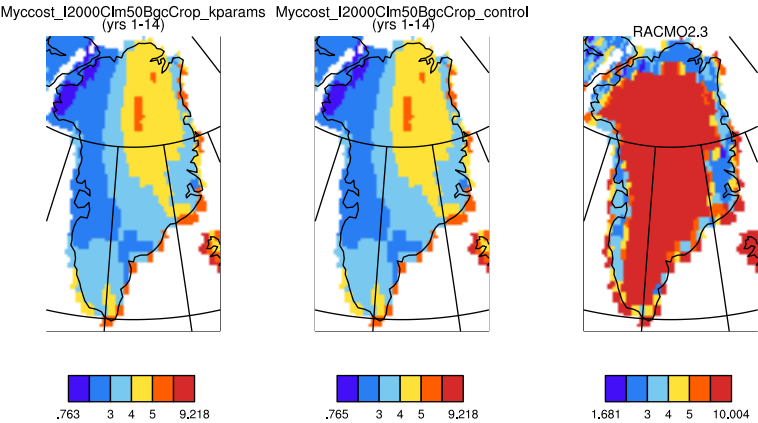 Myccost_I2000Clm50BgcCrop_kparams
(yrs 1-14)
Myccost_I2000Clm50BgcCrop_control
(yrs 1-14)
RACMO2.3
.763 3 4 5 9.218
.765 3 4 5 9.218
1.681 3 4 5 10.004